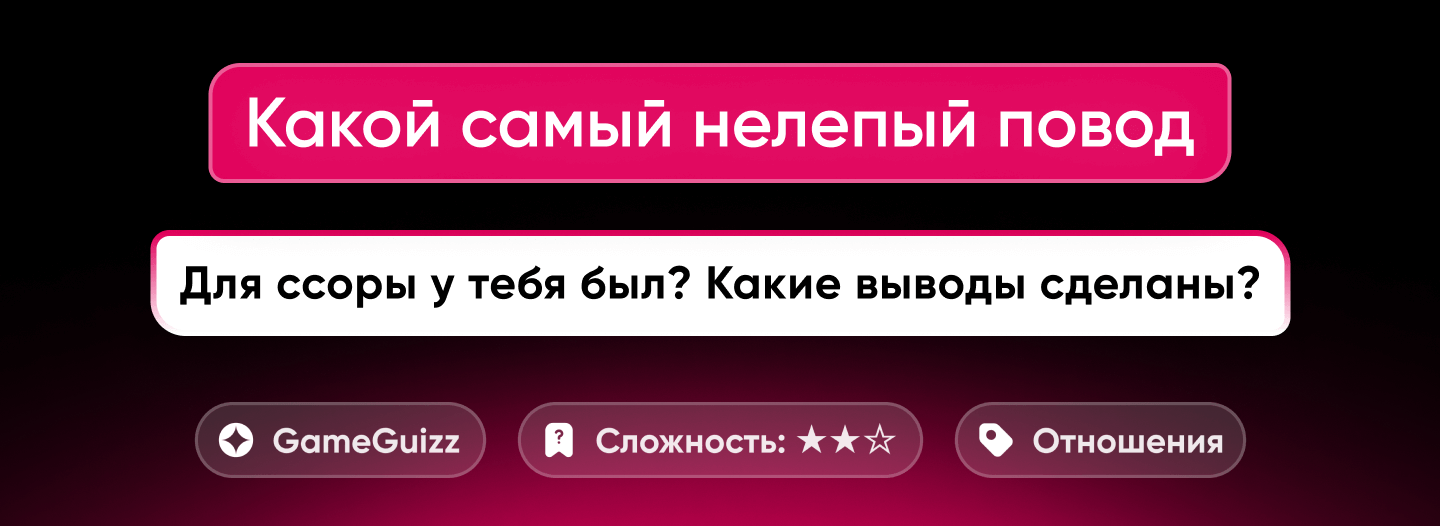 Какой самый нелепый повод
Для ссоры у тебя был? Какие выводы сделаны?
GameGuizz
Сложность: ★★☆
Отношения